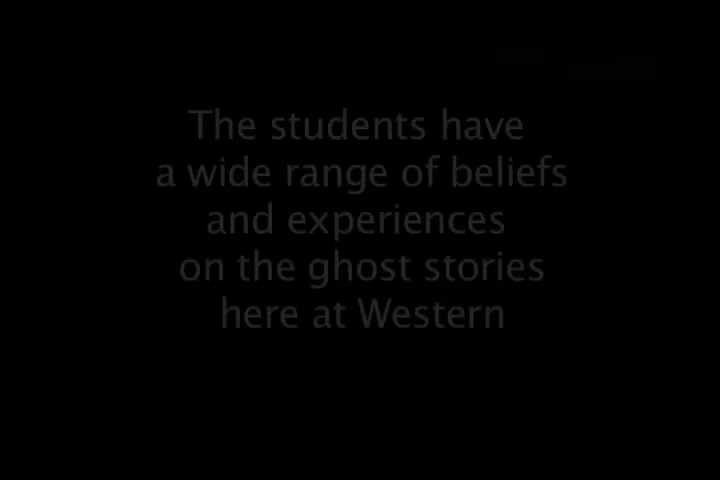 The students have
a wide range of beliefs
and experiences
on the ghost stories
here at Western